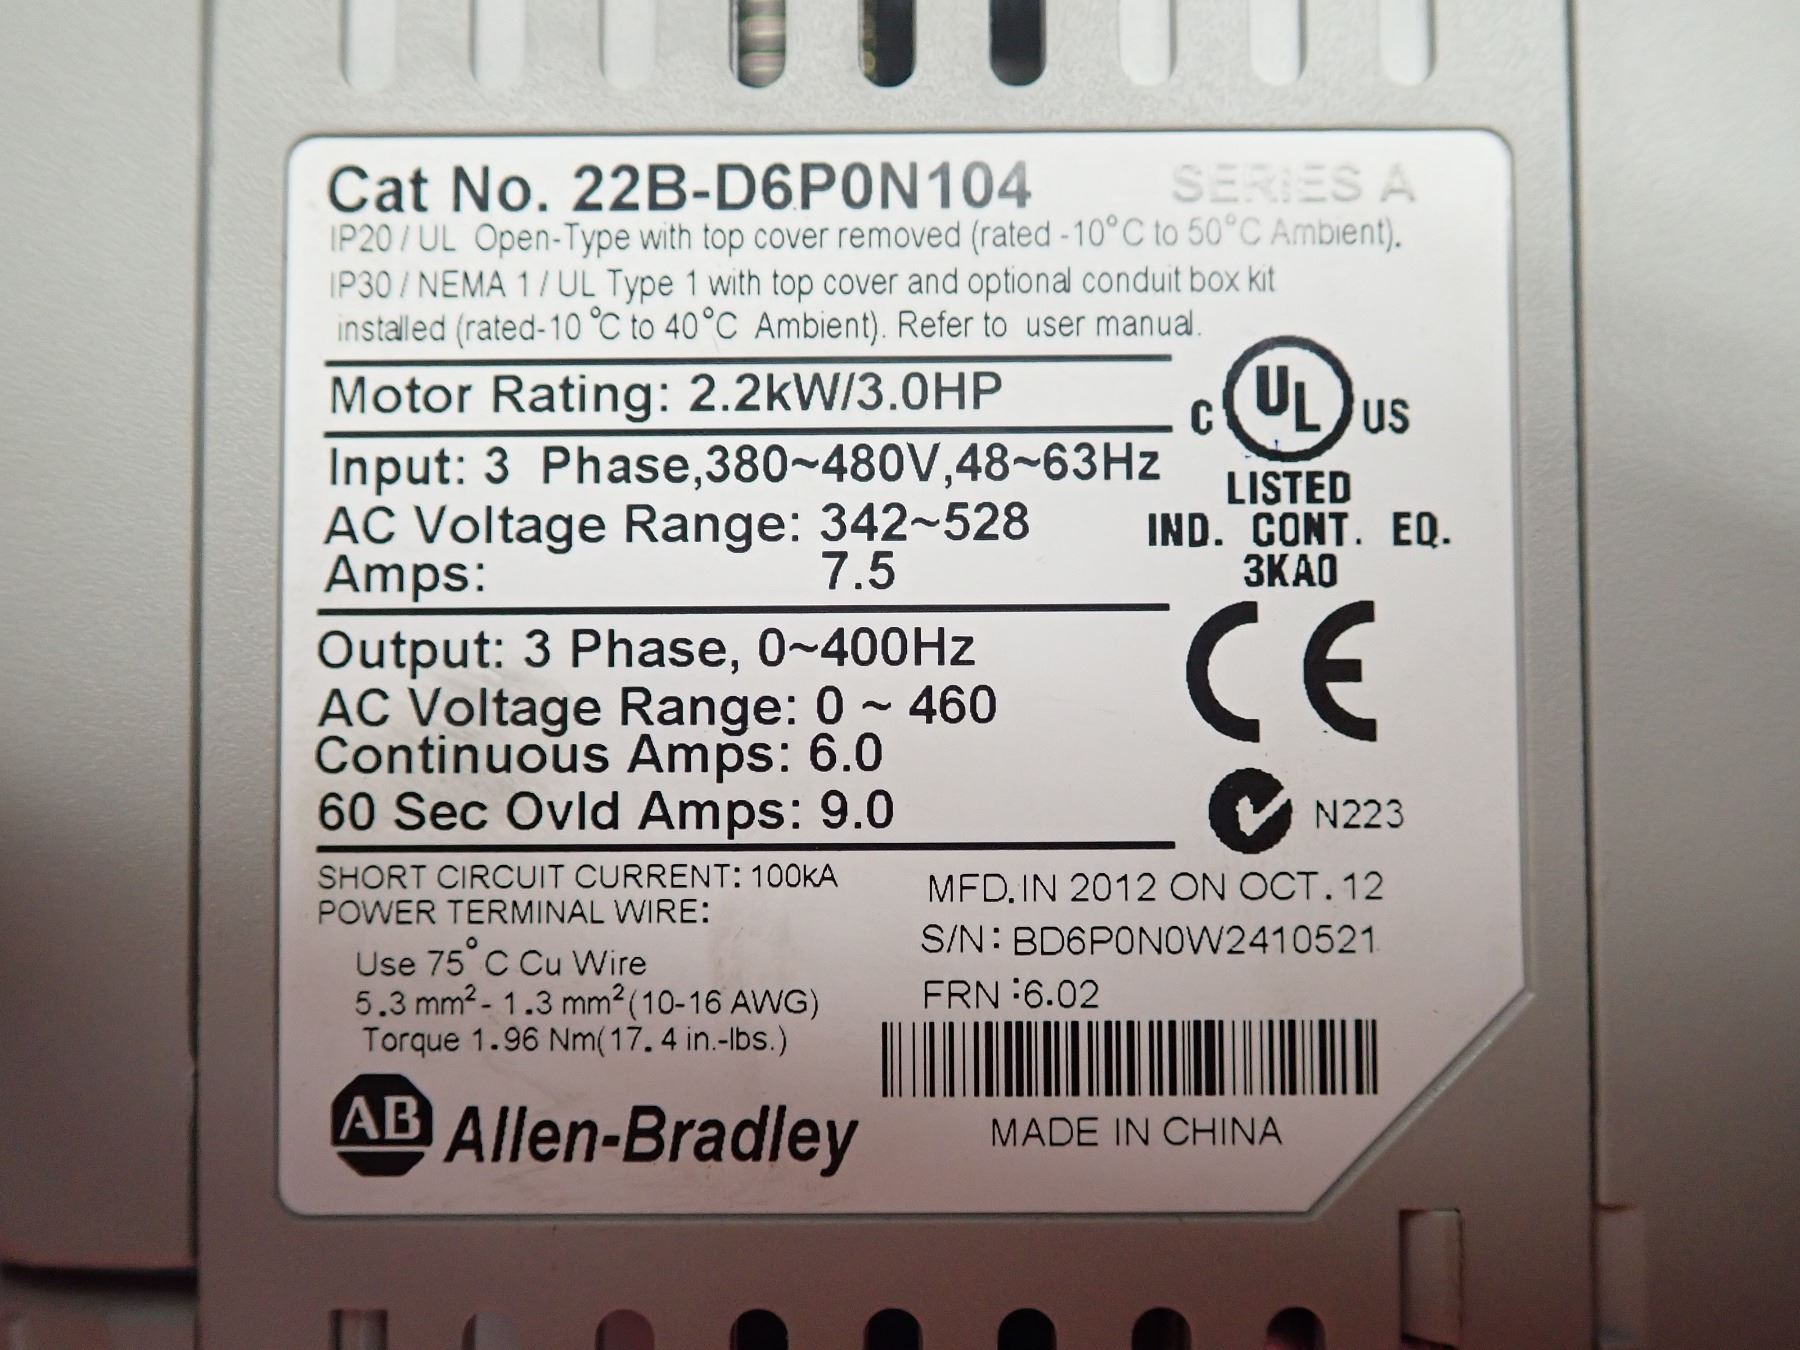 Cat No. 22B-D6P0N104 SERIES A
IP20 / UL Open-Type with top cover removed (rated -10°C to 50°C Ambient).
IP30 / NEMA 1 / UL Type 1 with top cover and optional conduit box kit
installed (rated-10 °C to 40°C Ambient). Refer to user manual.
Motor Rating: 2.2kW/3.0HP
C UL US
LISTED
IND. CONT. EQ.
3KA0
Input: 3 Phase,380~480V,48~63Hz
AC Voltage Range: 342~528
Amps: 7.5
CE
Output: 3 Phase, 0~400Hz
AC Voltage Range: 0 ~ 460
Continuous Amps: 6.0
60 Sec Ovld Amps: 9.0
N223
SHORT CIRCUIT CURRENT: 100kA
POWER TERMINAL WIRE:
Use 75°C Cu Wire
5.3 mm²- 1.3 mm²(10-16 AWG)
Torque 1.96 Nm(17.4 in.-lbs.)
MFD.IN 2012 ON OCT.12
S/N: BD6P0N0W2410521
FRN :6.02
AB Allen-Bradley
MADE IN CHINA